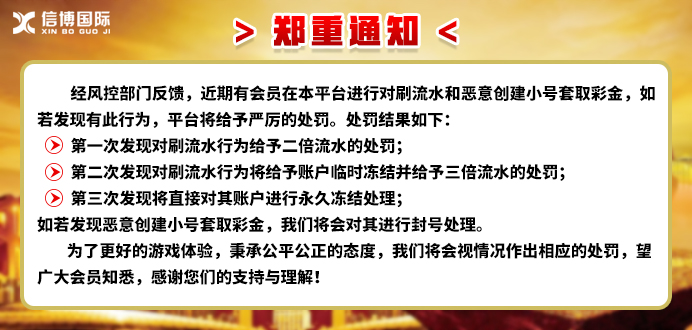 信博国际
XIN BO GUO JI
> 郑重通知 <
经风控部门反馈，近期有会员在本平台进行对刷流水和恶意创建小号套取彩金，如
若发现有此行为，平台将给予严厉的处罚。处罚结果如下：
第一次发现对刷流水行为给予二倍流水的处罚；
第二次发现对刷流水行为将给予账户临时冻结并给予三倍流水的处罚；
第三次发现将直接对其账户进行永久冻结处理；
如若发现恶意创建小号套取彩金，我们将会对其进行封号处理。
为了更好的游戏体验，秉承公平公正的态度，我们将会视情况作出相应的处罚，望
广大会员知悉，感谢您们的支持与理解！